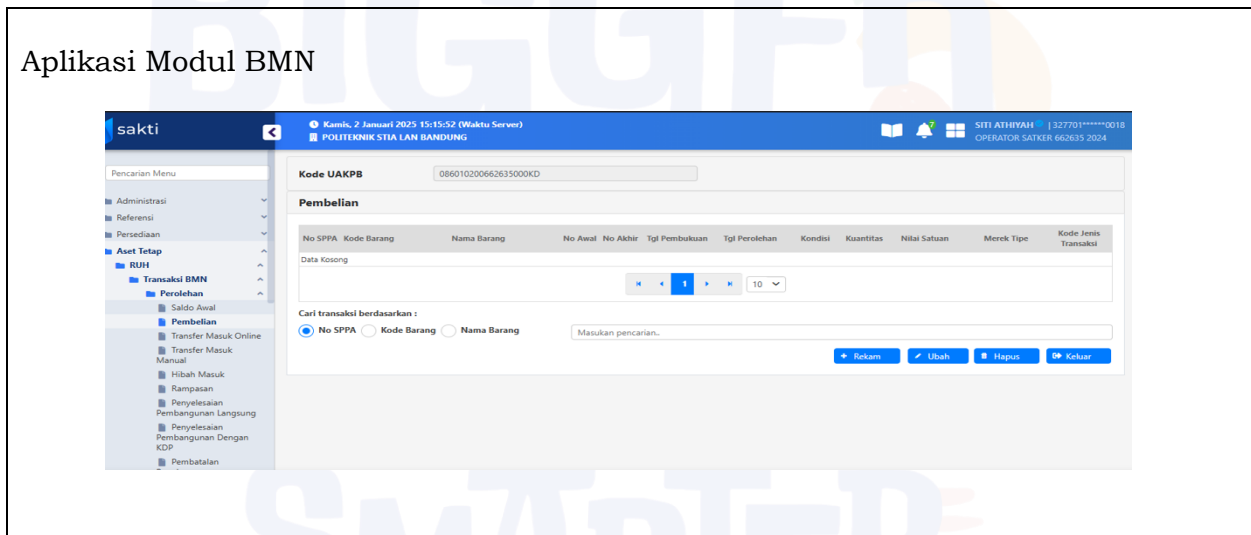 BIGGER
Aplikasi Modul BMN
sakti
Kamis, 2 Januari 2025 15:15:52 (Waktu Server)
POLITEKNIK STIA LAN BANDUNG
7
SITI ATHIYAH | 327701******0018
OPERATOR SATKER 662635 2024
Pencarian Menu
Administrasi
Referensi
Persediaan
Aset Tetap
RUH
Transaksi BMN
Perolehan
Saldo Awal
Pembelian
Transfer Masuk Online
Transfer Masuk
Manual
Hibah Masuk
Rampasan
Penyelesaian
Pembangunan Langsung
Penyelesaian
Pembangunan Dengan
KDP
Pembatalan
Kode UAKPB 086010200662635000KD
Pembelian
No SPPA Kode Barang Nama Barang No Awal No Akhir Tgl Pembukuan Tgl Perolehan Kondisi Kuantitas Nilai Satuan Merek Tipe Kode Jenis
Transaksi
Data Kosong
1 10
Cari transaksi berdasarkan :
No SPPA Kode Barang Nama Barang Masukan pencarian..
+ Rekam Ubah Hapus Keluar
SMARTER